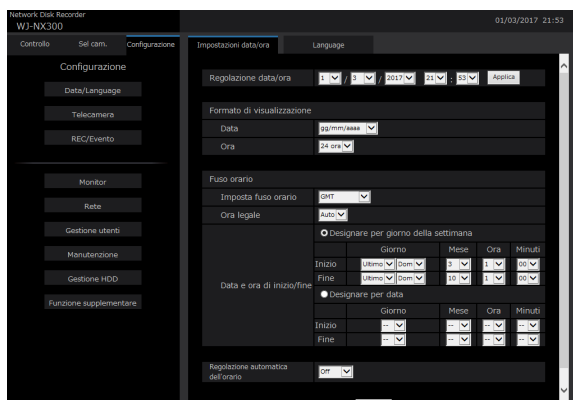 Network Disk Recorder
WJ-NX300
01/03/2017 21:53
Controllo Sel cam. Configurazione
Impostazioni data/ora Language
Configurazione
Data/Language
Telecamera
REC/Evento
Monitor
Rete
Gestione utenti
Manutenzione
Gestione HDD
Funzione supplementare
Regolazione data/ora 1 / 3 / 2017 21 : 53 Applica
Formato di visualizzazione
Data gg/mm/aaaa
Ora 24 ore
Fuso orario
Imposta fuso orario GMT
Ora legale Auto
Data e ora di inizio/fine
Designare per giorno della settimana
Giorno Mese Ora Minuti
Inizio Ultimo Dom 3 1 00
Fine Ultimo Dom 10 1 00
Designare per data
Giorno Mese Ora Minuti
Inizio -- -- -- --
Fine -- -- -- --
Regolazione automatica
dell'orario
Off